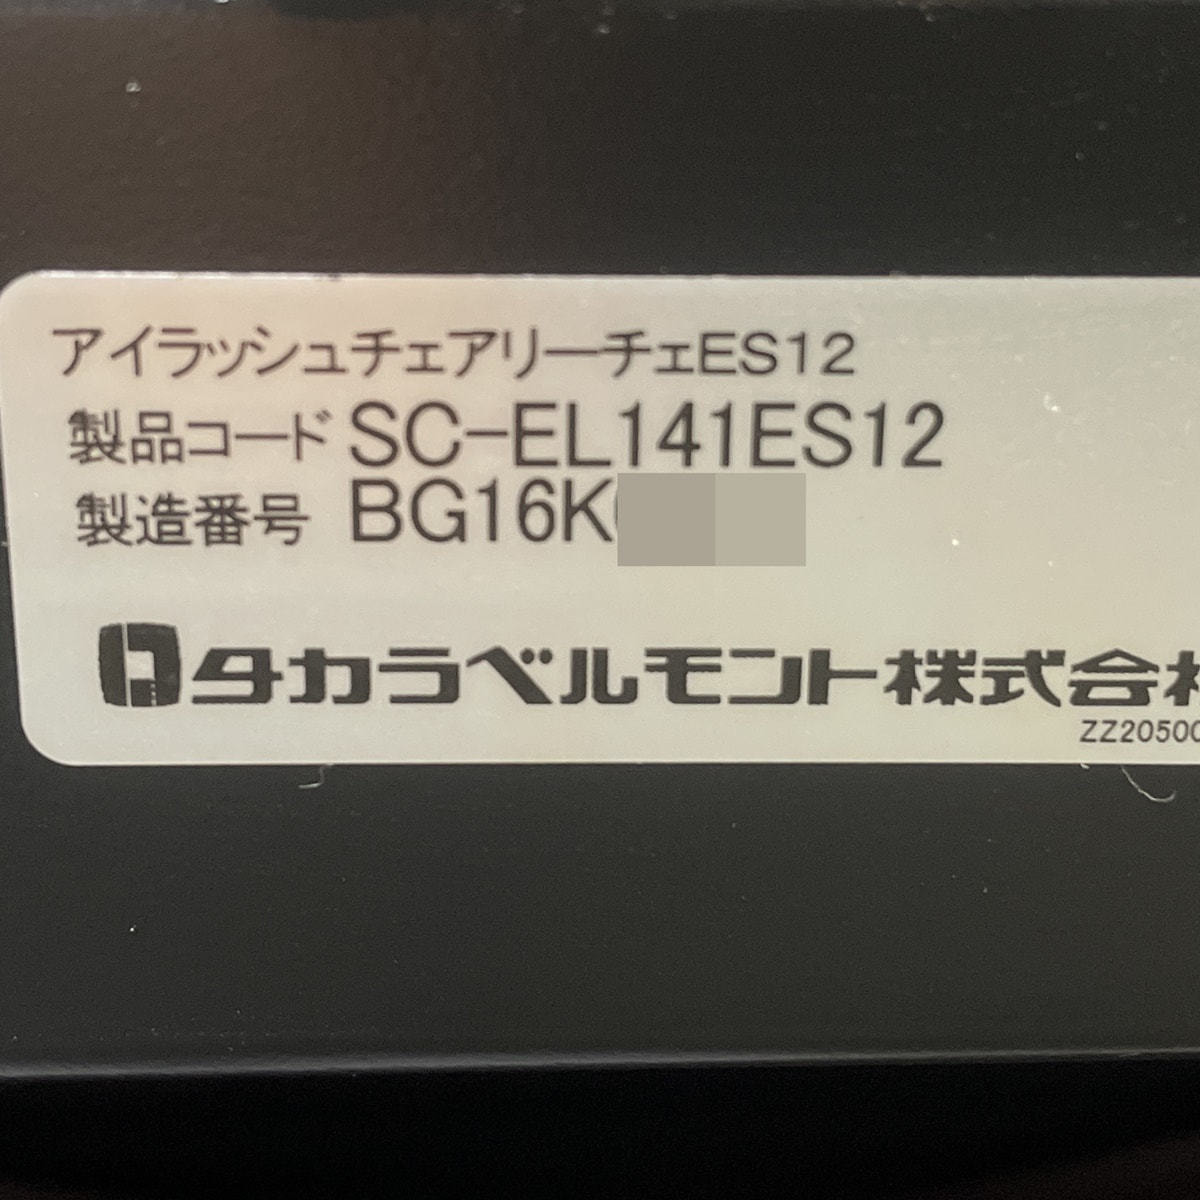 アイラッシュチェアリーチェES12
製品コード SC-EL141ES12
製造番号 BG16K
タカラベルモント株式会社
ZZ20500